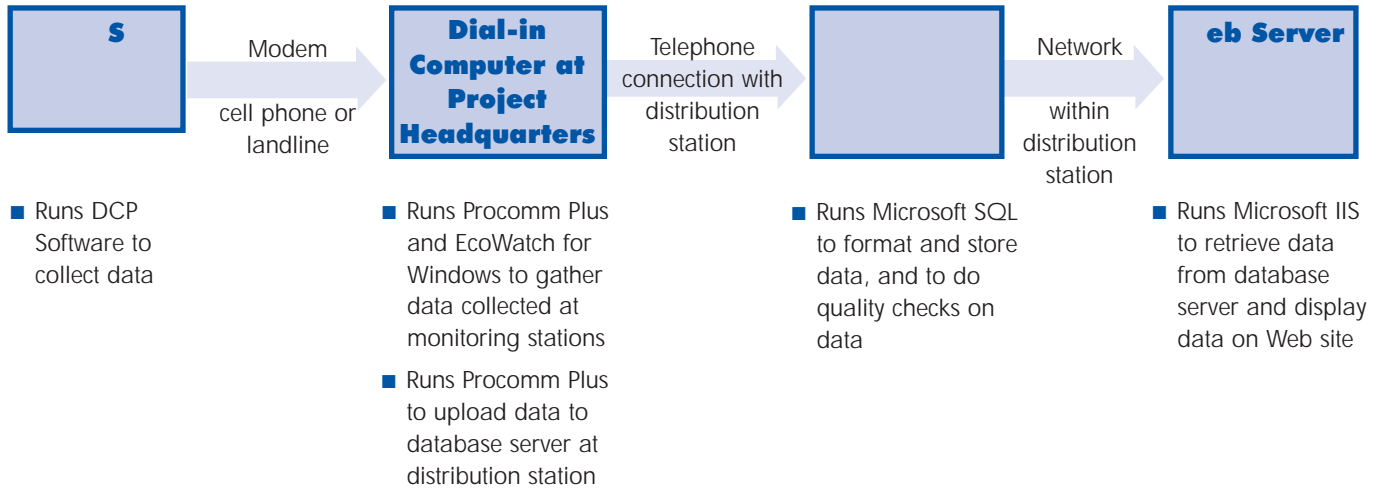 S
Modem
cell phone or
landline
Dial-in
Computer at
Project
Headquarters
Telephone
connection with
distribution
station
Network
within
distribution
station
eb Server
■ Runs DCP
Software to
collect data
■ Runs Procomm Plus
and EcoWatch for
Windows to gather
data collected at
monitoring stations
■ Runs Procomm Plus
to upload data to
database server at
distribution station
■ Runs Microsoft SQL
to format and store
data, and to do
quality checks on
data
■ Runs Microsoft IIS
to retrieve data
from database
server and display
data on Web site